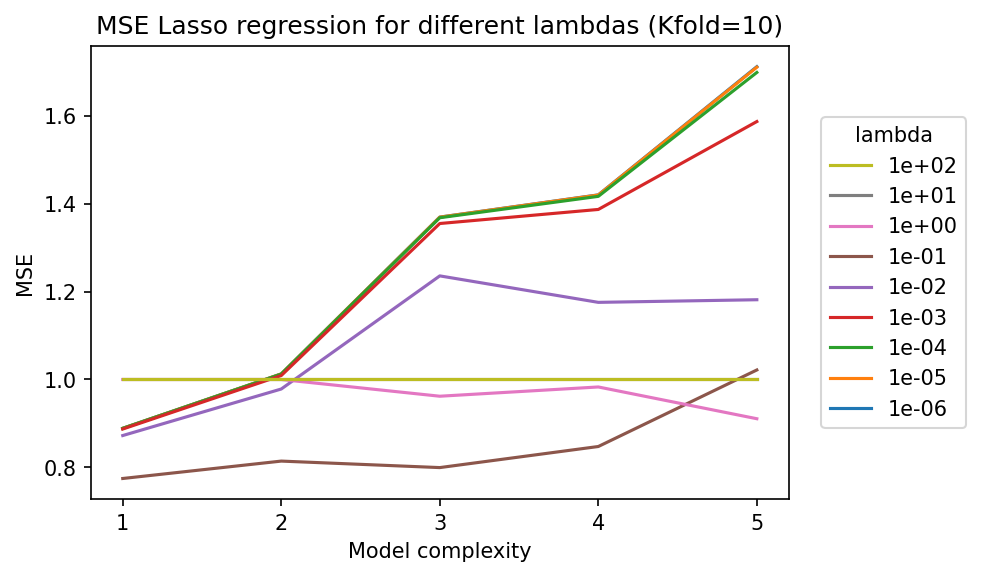 MSE Lasso regression for different lambdas (Kfold=10)
MSE
1.6
1.4
1.2
1.0
0.8
1 2 3 4 5
Model complexity
lambda
1e+02
1e+01
1e+00
1e-01
1e-02
1e-03
1e-04
1e-05
1e-06